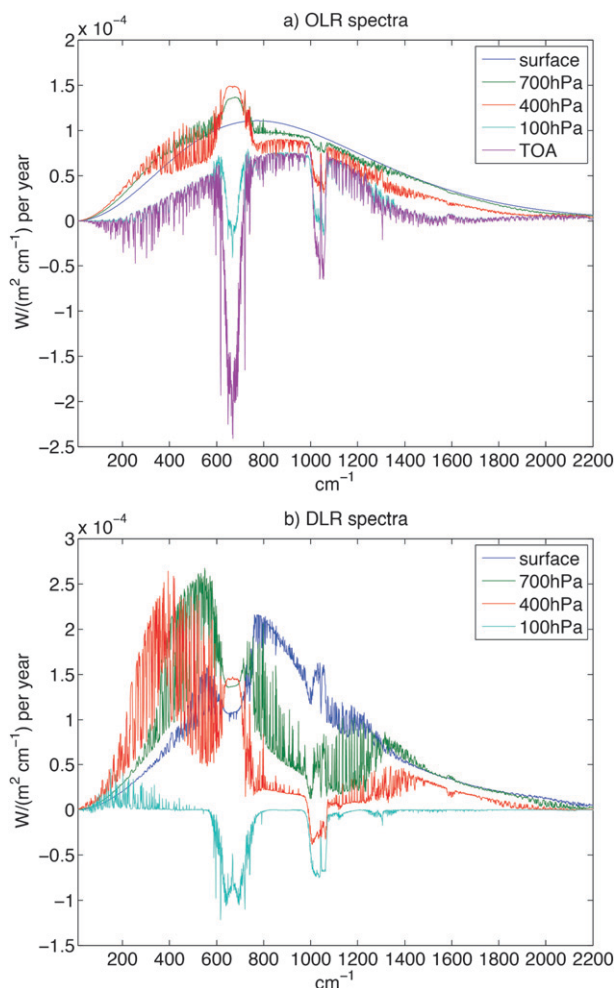 a) OLR spectra
x 10⁻⁴
2
1.5
1
0.5
0
−0.5
−1
−1.5
−2
−2.5
W/(m² cm⁻¹) per year
surface
700hPa
400hPa
100hPa
TOA
200 400 600 800 1000 1200 1400 1600 1800 2000 2200
cm⁻¹
b) DLR spectra
x 10⁻⁴
3
2.5
2
1.5
1
0.5
0
−0.5
−1
−1.5
W/(m² cm⁻¹) per year
surface
700hPa
400hPa
100hPa
200 400 600 800 1000 1200 1400 1600 1800 2000 2200
cm⁻¹